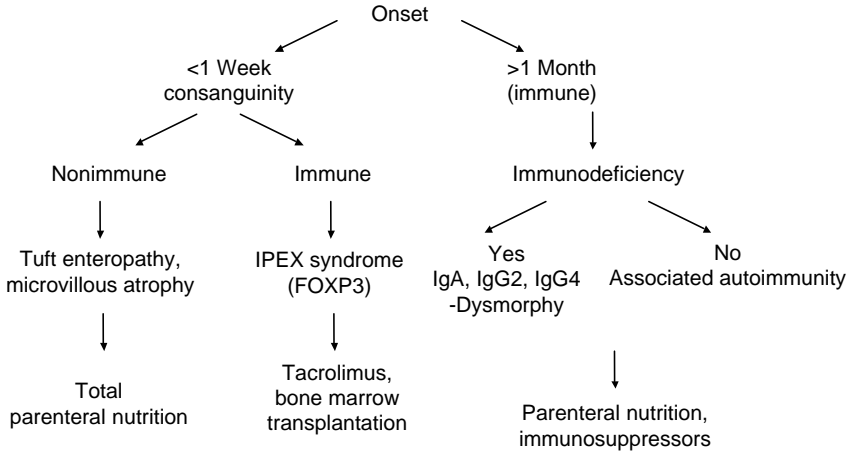 Onset
<1 Week
consanguinity
>1 Month
(immune)
Nonimmune
Immune
Immunodeficiency
Tuft enteropathy,
microvillous atrophy
IPEX syndrome
(FOXP3)
Yes
IgA, IgG2, IgG4
-Dysmorphy
No
Associated autoimmunity
Total
parenteral nutrition
Tacrolimus,
bone marrow
transplantation
Parenteral nutrition,
immunosuppressors